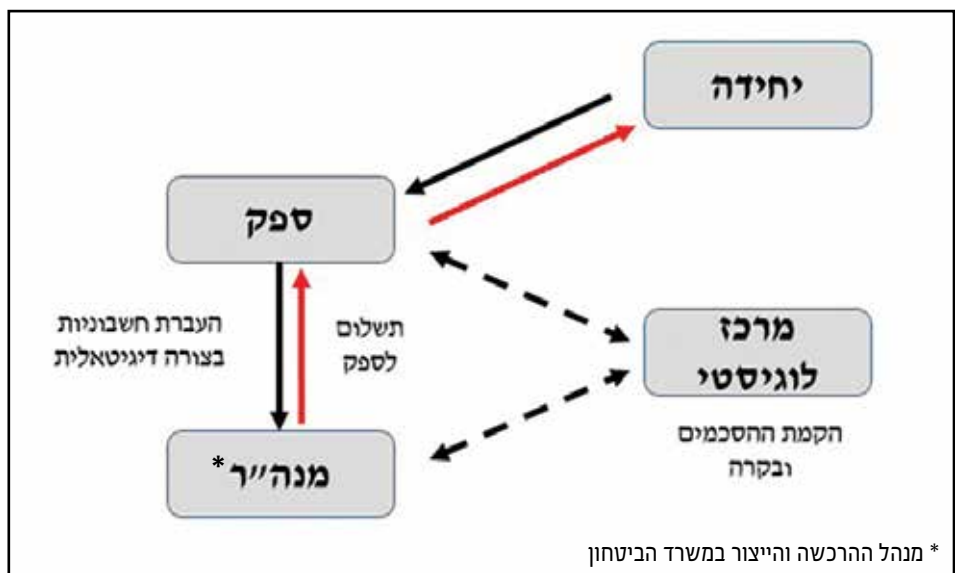 יחידה
ספק
העברת חשבוניות
בצורה דיגיטאלית
תשלום
לספק
מרכז
לוגיסטי
הקמת ההסכמים
ובקרה
מנה״ר*
* מנהל ההרכשה והייצור במשרד הביטחון